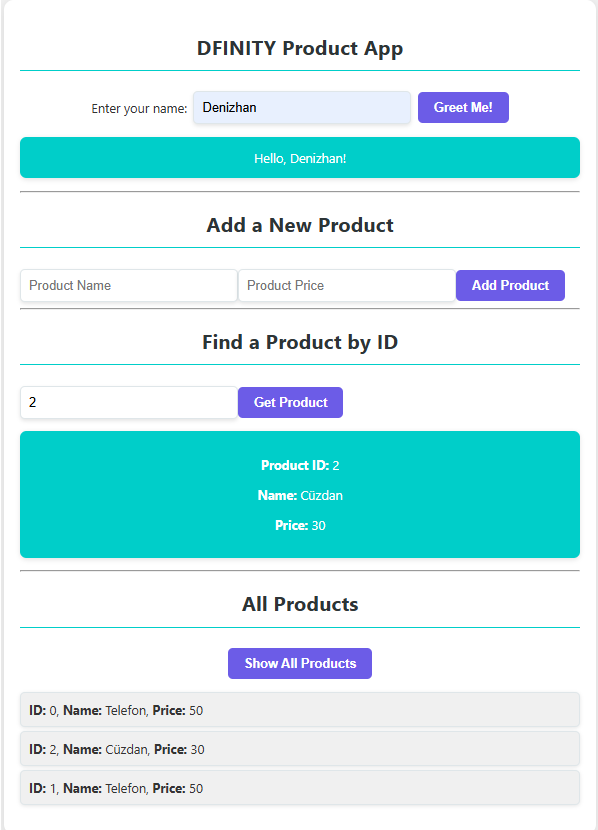 DFINITY Product App
Enter your name: Denizhan Greet Me!
Hello, Denizhan!
Add a New Product
Product Name Product Price Add Product
Find a Product by ID
2 Get Product
Product ID: 2
Name: Cüzdan
Price: 30
All Products
Show All Products
ID: 0, Name: Telefon, Price: 50
ID: 2, Name: Cüzdan, Price: 30
ID: 1, Name: Telefon, Price: 50